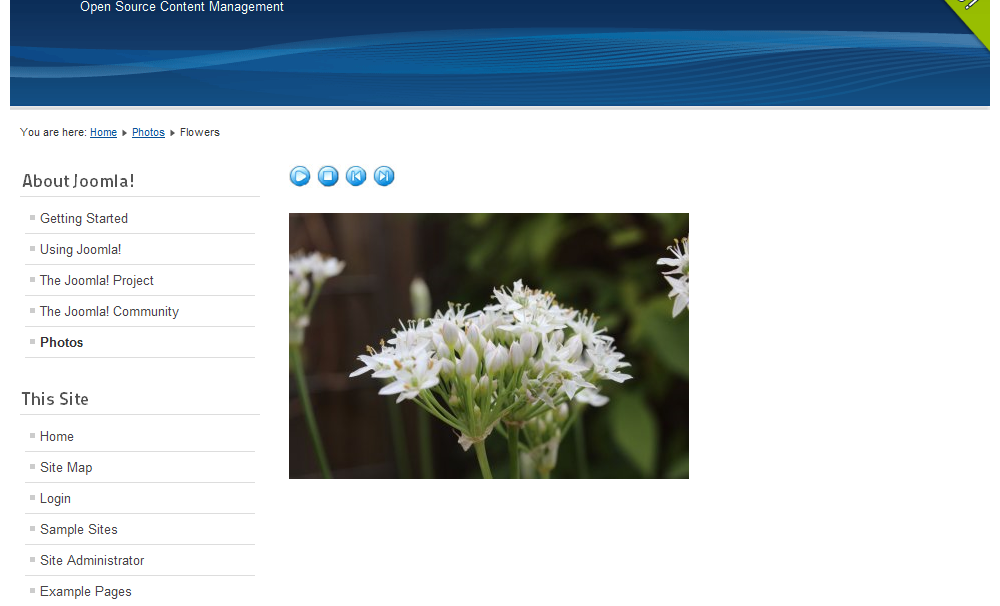 Open Source Content Management
You are here: Home Photos Flowers
About Joomla!
Getting Started
Using Joomla!
The Joomla! Project
The Joomla! Community
Photos
This Site
Home
Site Map
Login
Sample Sites
Site Administrator
Example Pages